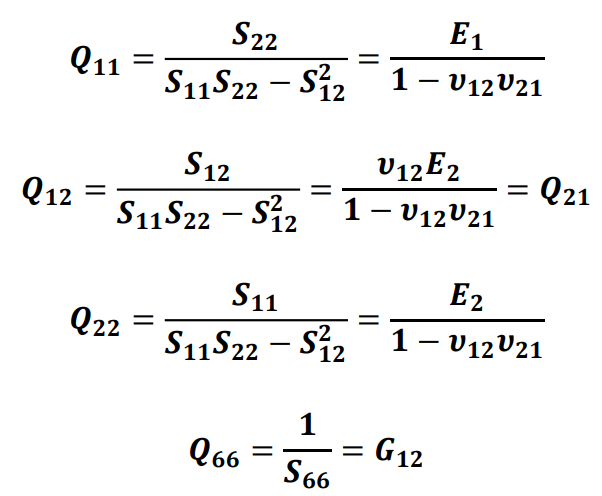 Q₁₁ = S₂₂ / (S₁₁S₂₂ − S₁₂²) = E₁ / (1 − υ₁₂υ₂₁)
Q₁₂ = S₁₂ / (S₁₁S₂₂ − S₁₂²) = υ₁₂E₂ / (1 − υ₁₂υ₂₁) = Q₂₁
Q₂₂ = S₁₁ / (S₁₁S₂₂ − S₁₂²) = E₂ / (1 − υ₁₂υ₂₁)
Q₆₆ = 1 / S₆₆ = G₁₂